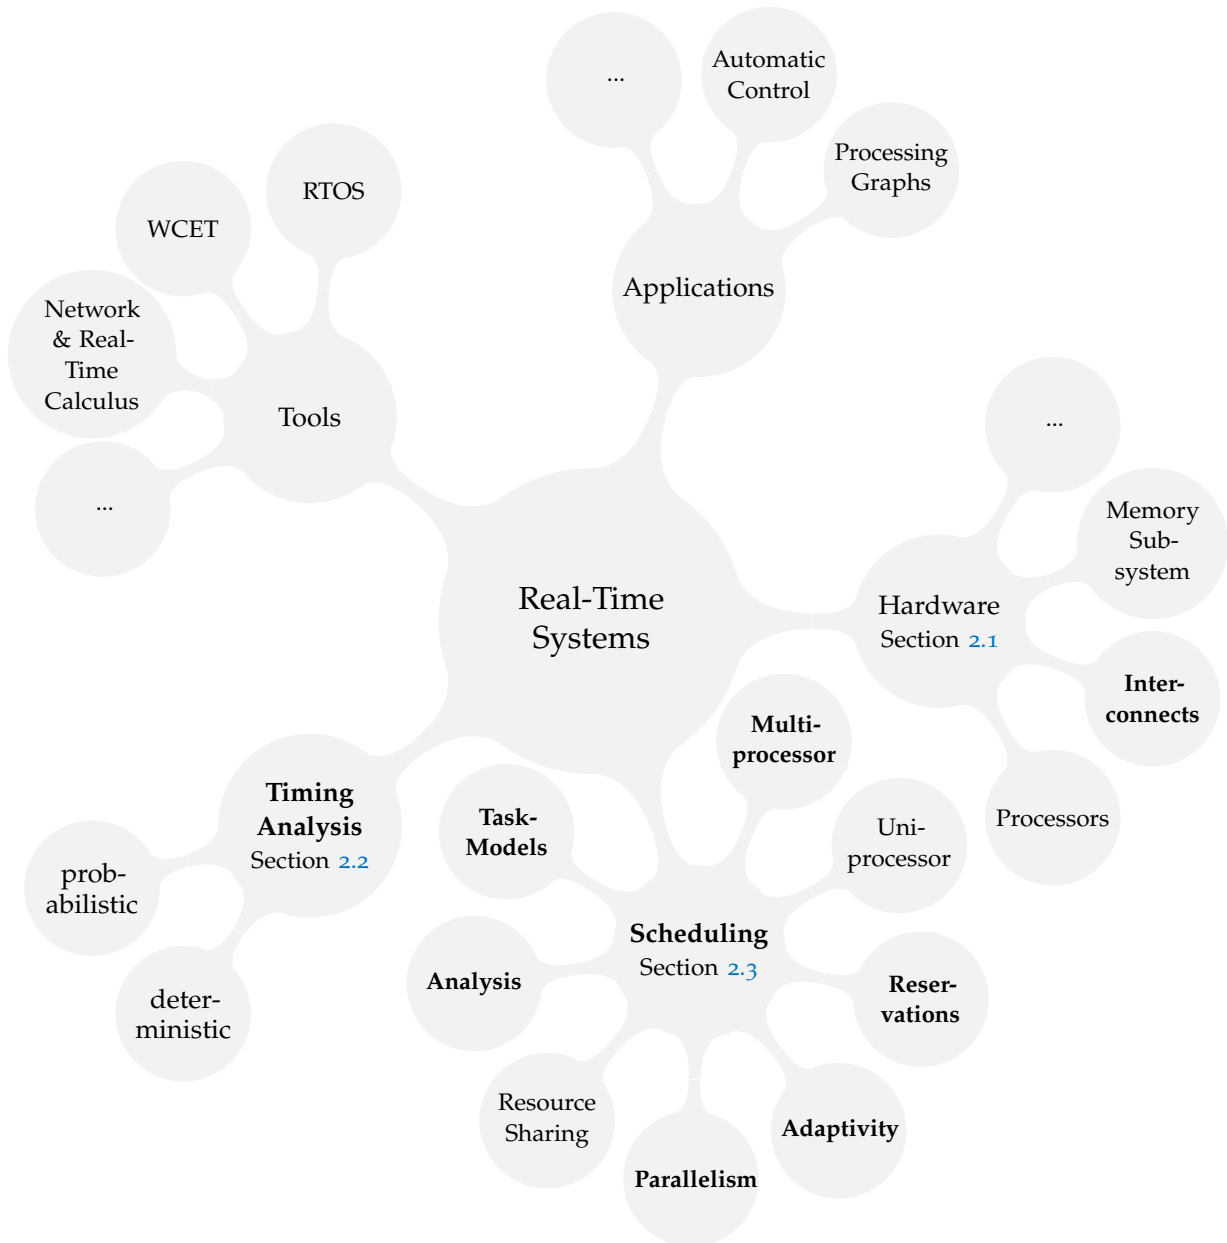 ...
Automatic
Control
Processing
Graphs
Applications
RTOS
WCET
Network
& Real-
Time
Calculus
...
Tools
Real-Time
Systems
...
Memory
Sub-
system
Hardware
Section 2.1
Inter-
connects
Processors
Timing
Analysis
Section 2.2
prob-
abilistic
deter-
ministic
Multi-
processor
Task-
Models
Uni-
processor
Scheduling
Section 2.3
Analysis
Reser-
vations
Resource
Sharing
Parallelism
Adaptivity